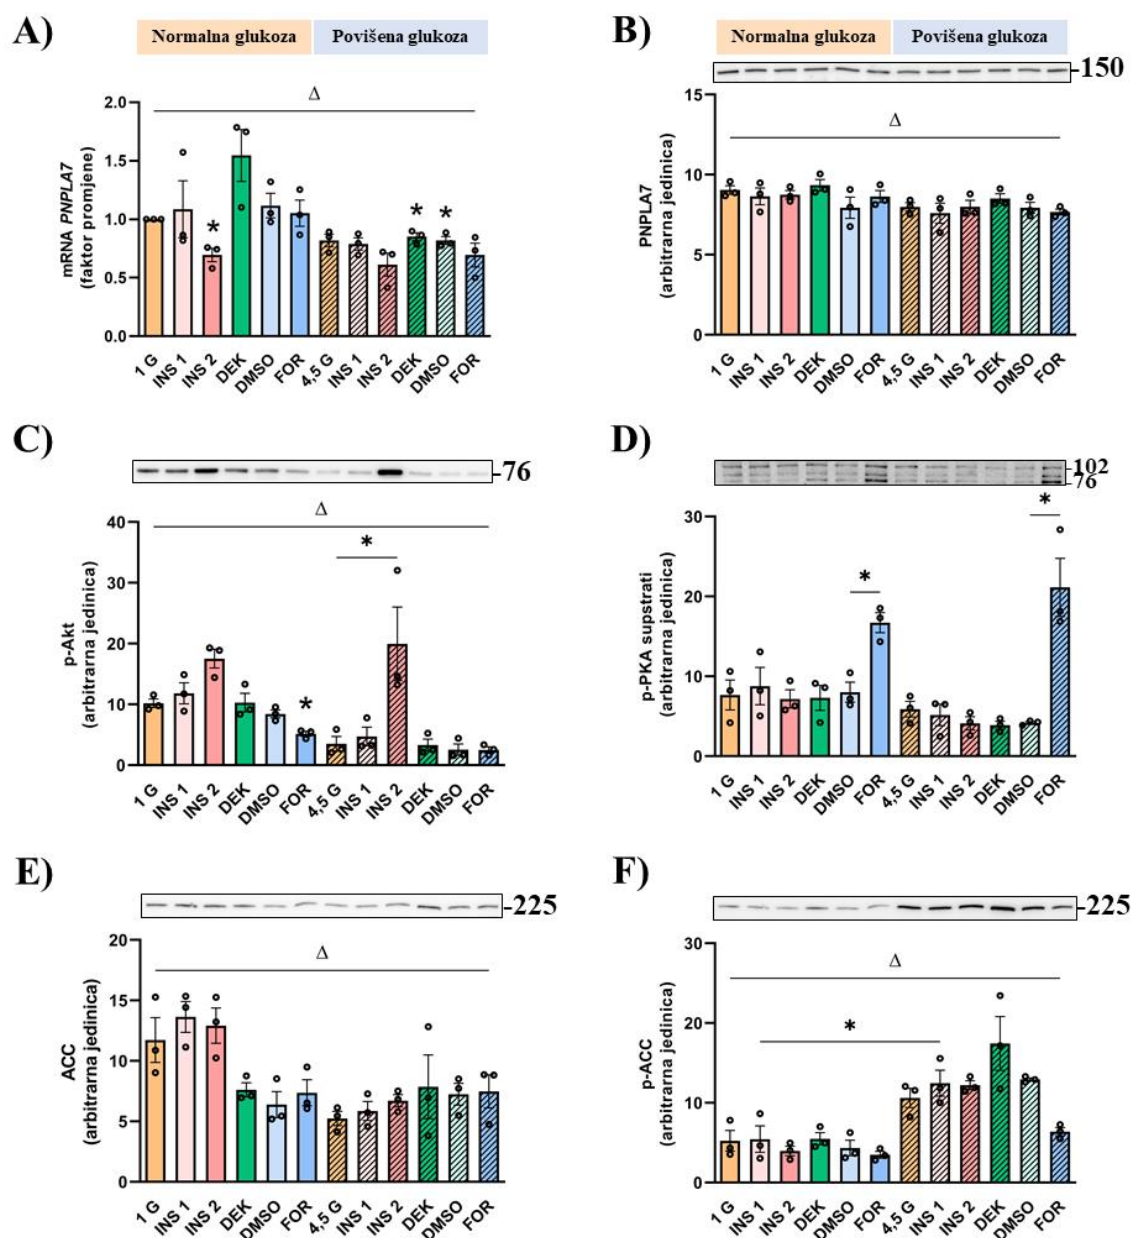 A)
Normalna glukoza Povišena glukoza
Δ
mRNA PNPLA7
(faktor promjene)
2.0
1.5
1.0
0.5
0.0
* * *
1 G INS 1 INS 2 DEK DMSO FOR 4,5 G INS 1 INS 2 DEK DMSO FOR
B)
Normalna glukoza Povišena glukoza
-150
Δ
PNPLA7
(arbitrarna jedinica)
15
10
5
0
1 G INS 1 INS 2 DEK DMSO FOR 4,5 G INS 1 INS 2 DEK DMSO FOR
C)
-76
Δ
p-Akt
(arbitrarna jedinica)
40
30
20
10
0
* *
1 G INS 1 INS 2 DEK DMSO FOR 4,5 G INS 1 INS 2 DEK DMSO FOR
D)
-102
-76
p-PKA supstrati
(arbitrarna jedinica)
30
20
10
0
* *
1 G INS 1 INS 2 DEK DMSO FOR 4,5 G INS 1 INS 2 DEK DMSO FOR
E)
-225
Δ
ACC
(arbitrarna jedinica)
20
15
10
5
0
1 G INS 1 INS 2 DEK DMSO FOR 4,5 G INS 1 INS 2 DEK DMSO FOR
F)
-225
Δ
p-ACC
(arbitrarna jedinica)
30
20
10
0
*
1 G INS 1 INS 2 DEK DMSO FOR 4,5 G INS 1 INS 2 DEK DMSO FOR